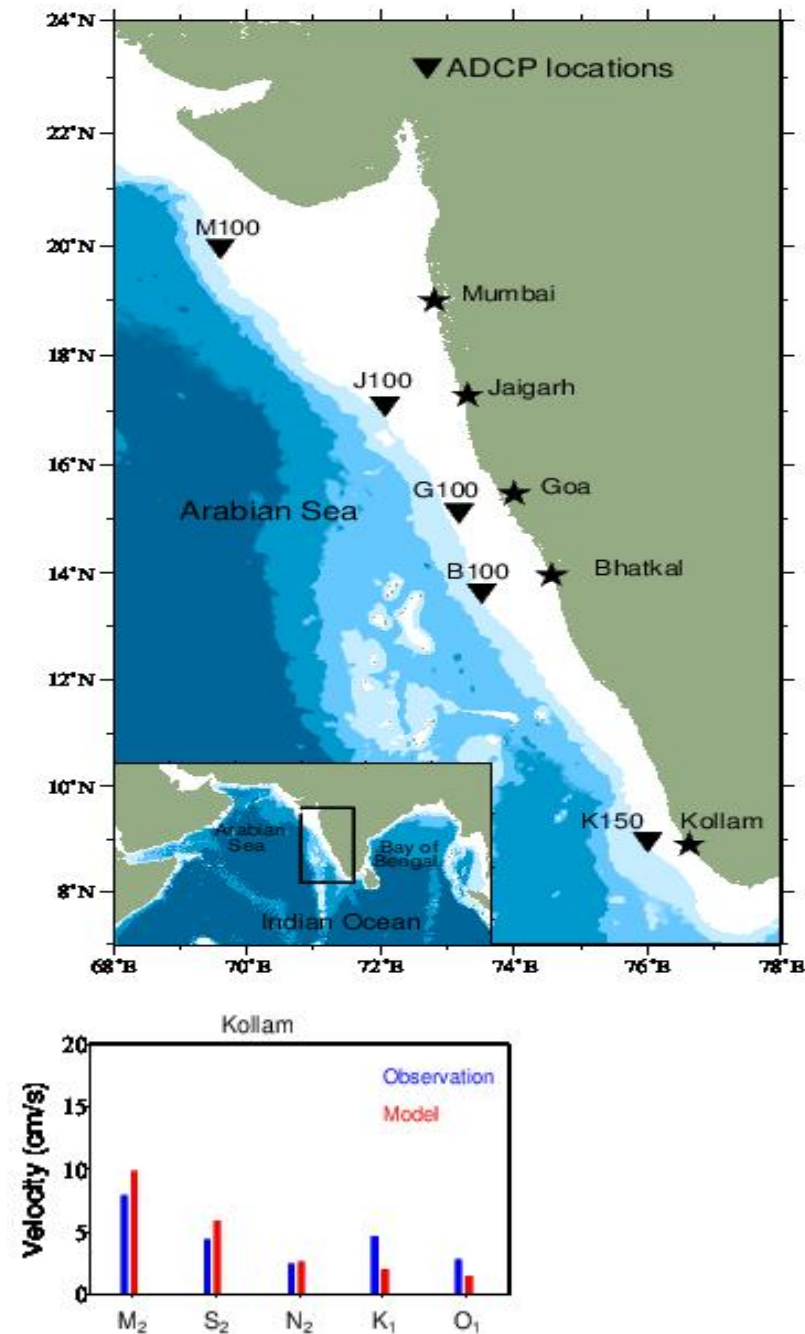 24°N
ADCP locations
22°N
M100
20°N
Mumbai
18°N
J100
Jaigarh
16°N
G100
Goa
Arabian Sea
B100
Bhatkal
14°N
12°N
10°N
K150
Kollam
Arabian
Sea
Bay of
Bengal
8°N
Indian Ocean
68°E
70°E
72°E
74°E
76°E
78°E
Kollam
20
Observation
15
Model
Velocity (cm/s)
10
5
0
M₂
S₂
N₂
K₁
O₁